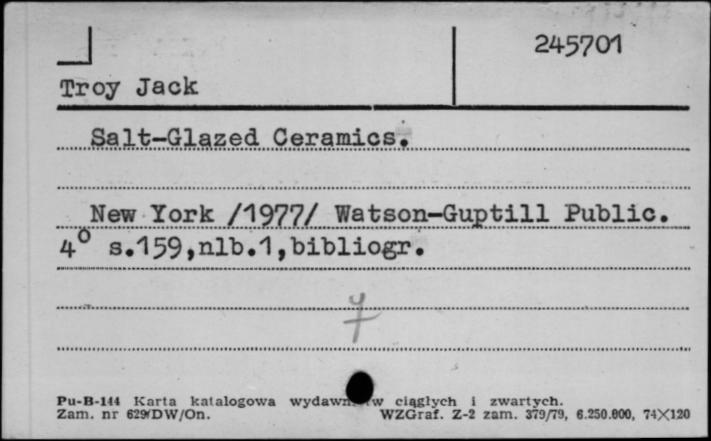 245701
Troy Jack
Salt-Glazed Ceramics.
New York /1977/ Watson-Guptill Public.
4° s.159,nlb.1,bibliogr.
Pu-B-144 Karta katalogowa ciągłych i zwartych.
Zam. nr 629/DW/On. WZGraf. Z-2 zam. 379/79, 6.250.000, 74X120